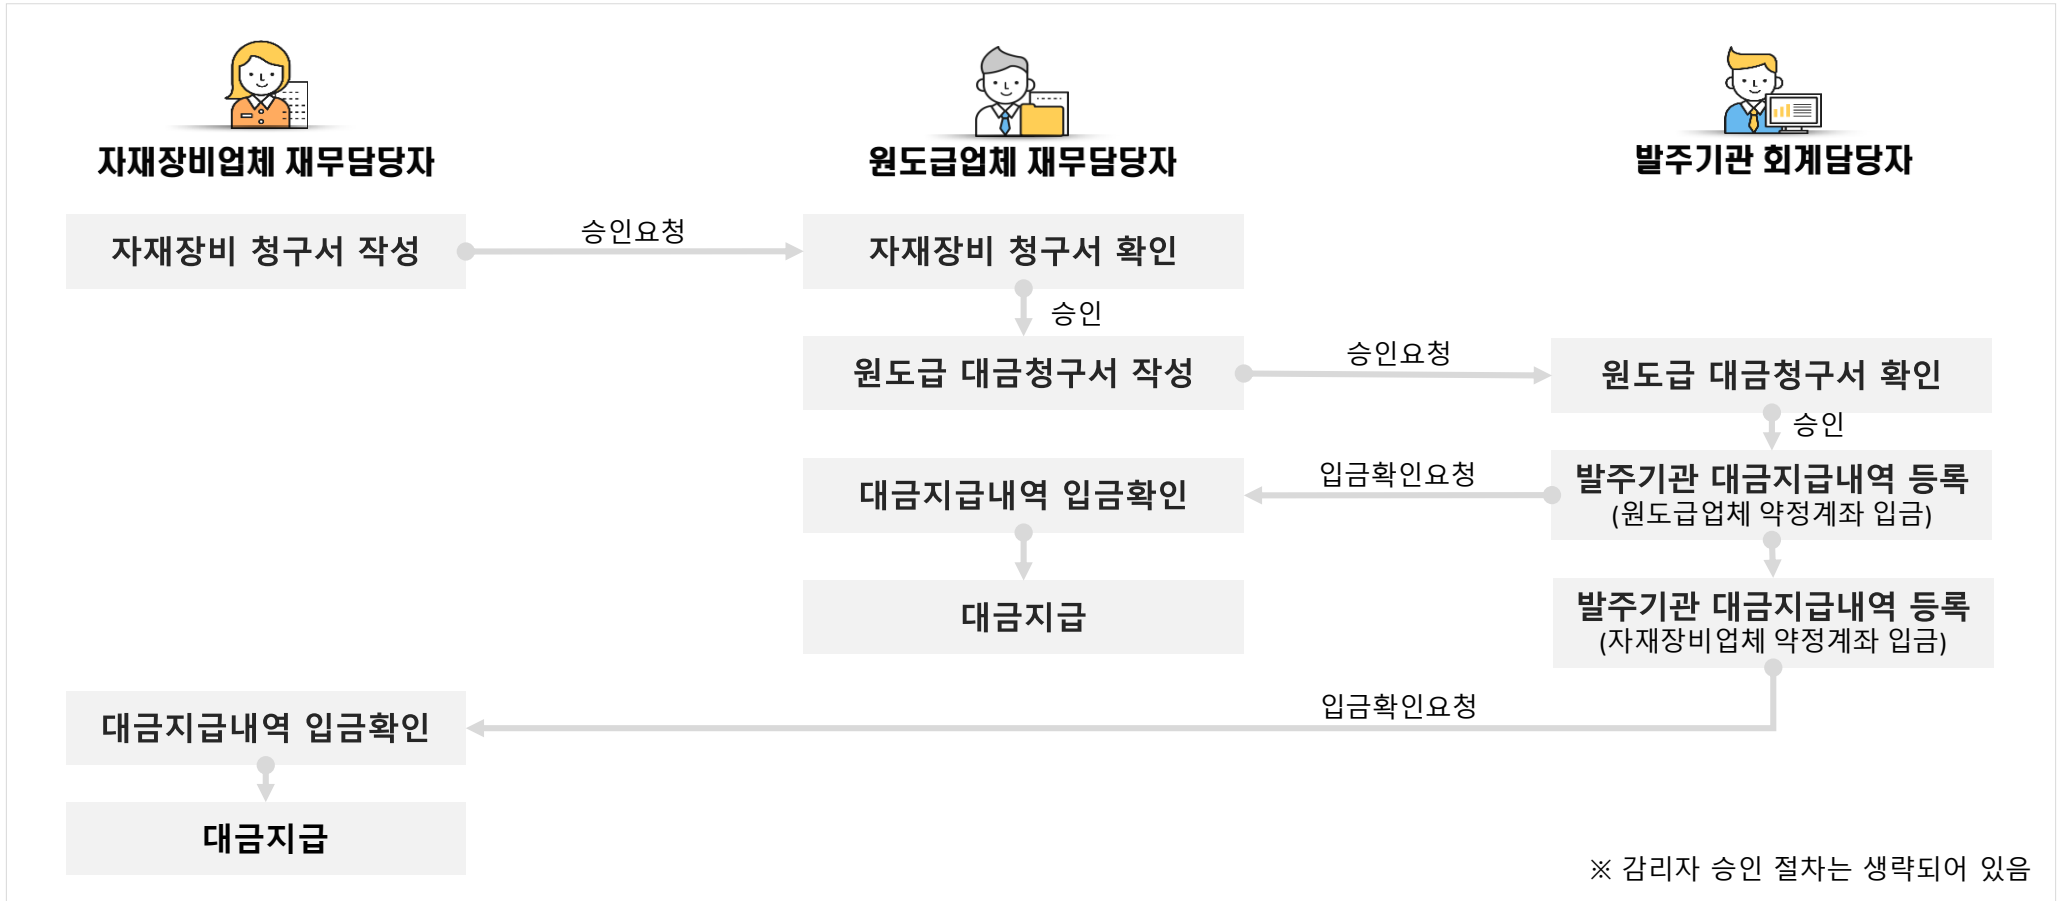 자재장비업체 재무담당자
원도급업체 재무담당자
발주기관 회계담당자
자재장비 청구서 작성
승인요청
자재장비 청구서 확인
승인
원도급 대금청구서 작성
승인요청
원도급 대금청구서 확인
승인
대금지급내역 입금확인
입금확인요청
발주기관 대금지급내역 등록
(원도급업체 약정계좌 입금)
대금지급
발주기관 대금지급내역 등록
(자재장비업체 약정계좌 입금)
입금확인요청
대금지급내역 입금확인
대금지급
※ 감리자 승인 절차는 생략되어 있음